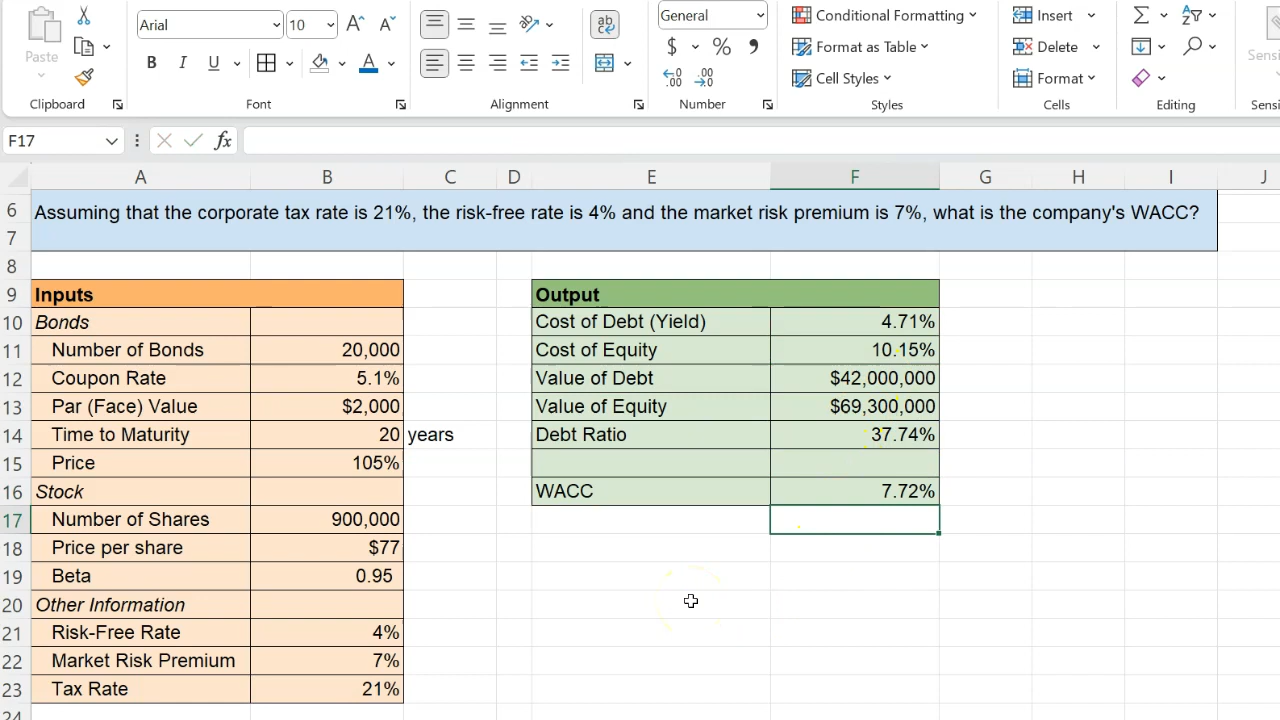 Arial 10 General Conditional Formatting Insert
Paste $ % Format as Table Delete
B I U A Cell Styles Format
Clipboard Font Alignment Number Styles Cells Editing Sensi
F17 fx
A B C D E F G H I J
6 Assuming that the corporate tax rate is 21%, the risk-free rate is 4% and the market risk premium is 7%, what is the company's WACC?
7
8
9 Inputs Output
10 Bonds Cost of Debt (Yield) 4.71%
11 Number of Bonds 20,000 Cost of Equity 10.15%
12 Coupon Rate 5.1% Value of Debt $42,000,000
13 Par (Face) Value $2,000 Value of Equity $69,300,000
14 Time to Maturity 20 years Debt Ratio 37.74%
15 Price 105%
16 Stock WACC 7.72%
17 Number of Shares 900,000
18 Price per share $77
19 Beta 0.95
20 Other Information
21 Risk-Free Rate 4%
22 Market Risk Premium 7%
23 Tax Rate 21%
24